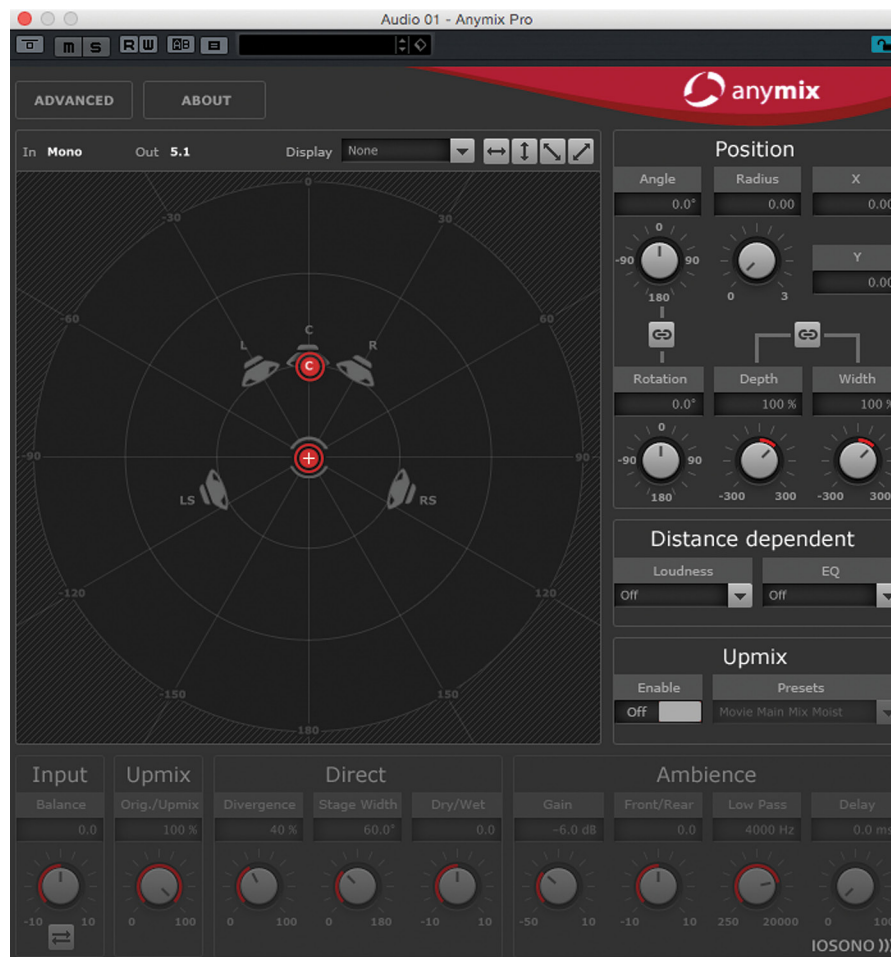 Audio 01 - Anymix Pro
M S R W AB
ADVANCED ABOUT
anymix
In Mono Out 5.1 Display None
Position
Angle Radius X
0.0° 0.00 0.00
0
-90 90 Y
180 0 3 0.00
Rotation Depth Width
0.0° 100 % 100 %
0
-90 90
180 -300 300 -300 300
0
-30 30
-60 60
C
L R
C
-90 90
LS RS
-120 120
-150 150
180
Distance dependent
Loudness EQ
Off Off
Upmix
Enable Presets
Off Movie Main Mix Moist
Input Upmix Direct Ambience
Balance Orig./Upmix Divergence Stage Width Dry/Wet Gain Front/Rear Low Pass Delay
0.0 100 % 40 % 60.0° 0.0 -6.0 dB 0.0 4000 Hz 0.0 ms
-10 10 0 100 0 100 0 180 -10 10 -50 10 -10 10 250 20000 0 100
IOSONO